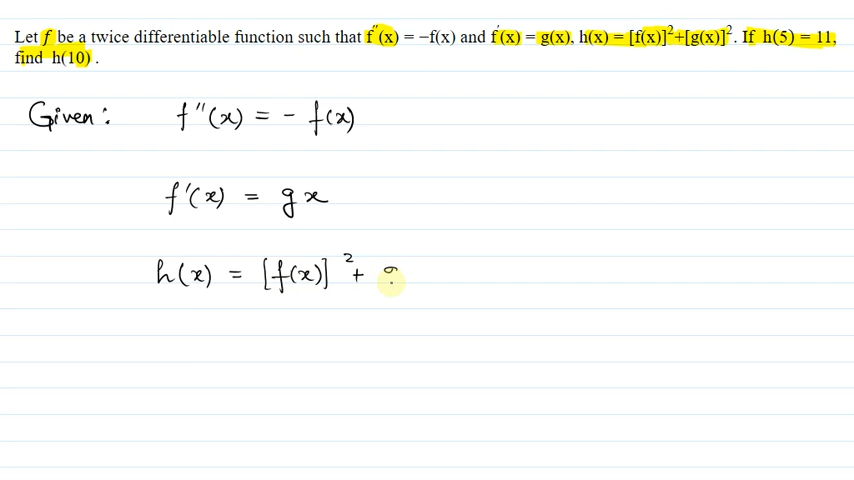 Let f be a twice differentiable function such that f''(x) = −f(x) and f'(x) = g(x), h(x) = [f(x)]²+[g(x)]². If h(5) = 11,
find h(10) .
Given: f''(x) = - f(x)
f'(x) = gx
h(x) = [f(x)]² +